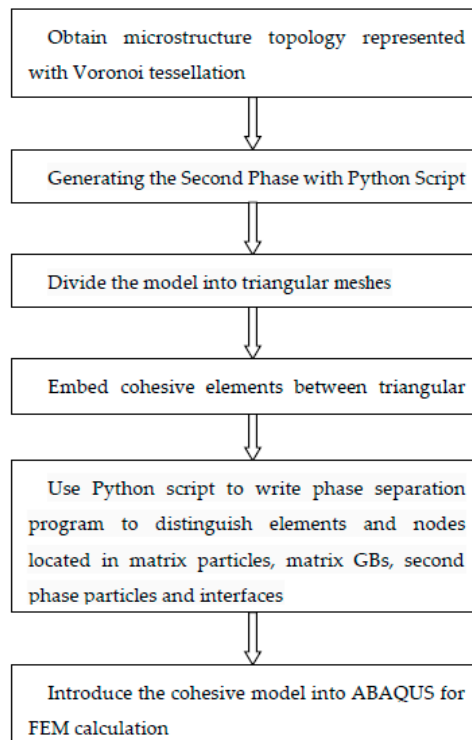 Obtain microstructure topology represented
with Voronoi tessellation
Generating the Second Phase with Python Script
Divide the model into triangular meshes
Embed cohesive elements between triangular
Use Python script to write phase separation
program to distinguish elements and nodes
located in matrix particles, matrix GBs, second
phase particles and interfaces
Introduce the cohesive model into ABAQUS for
FEM calculation